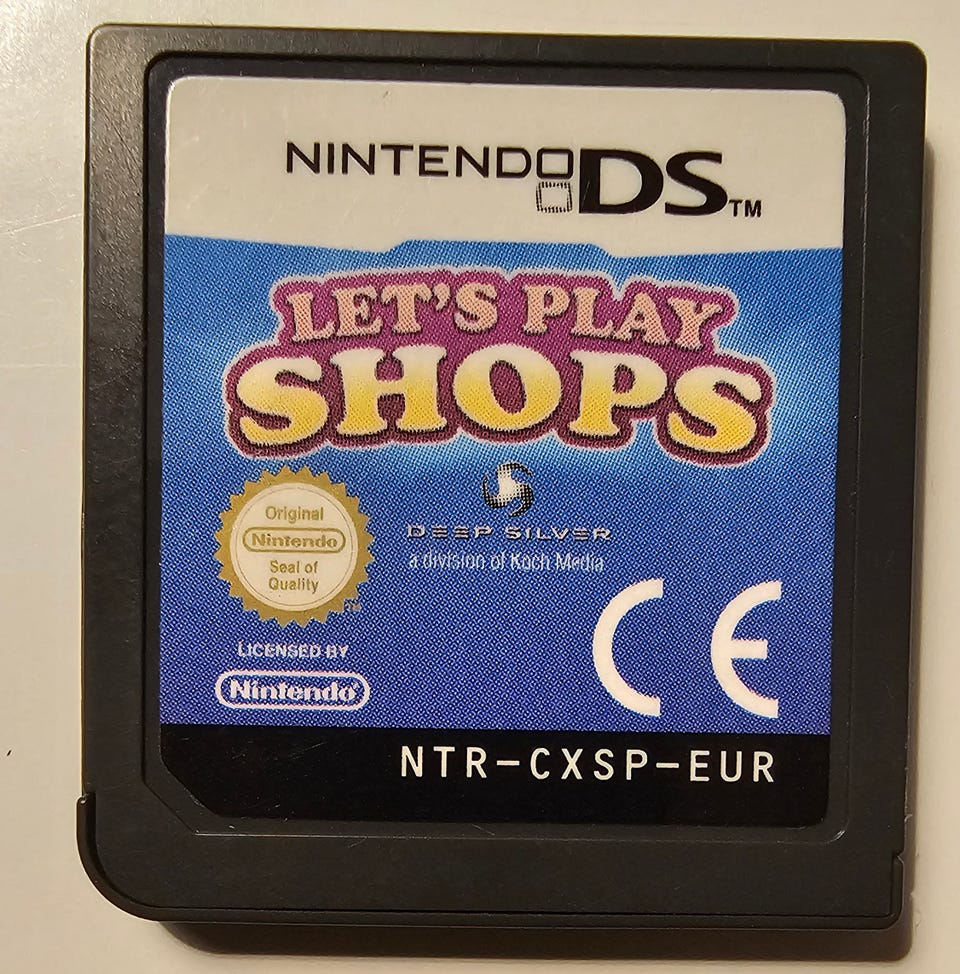 NINTENDO DS™
LET'S PLAY
SHOPS
DEEP SILVER
a division of Koch Media
Original
Nintendo
Seal of
Quality
TM
LICENSED BY
Nintendo®
CE
NTR-CXSP-EUR